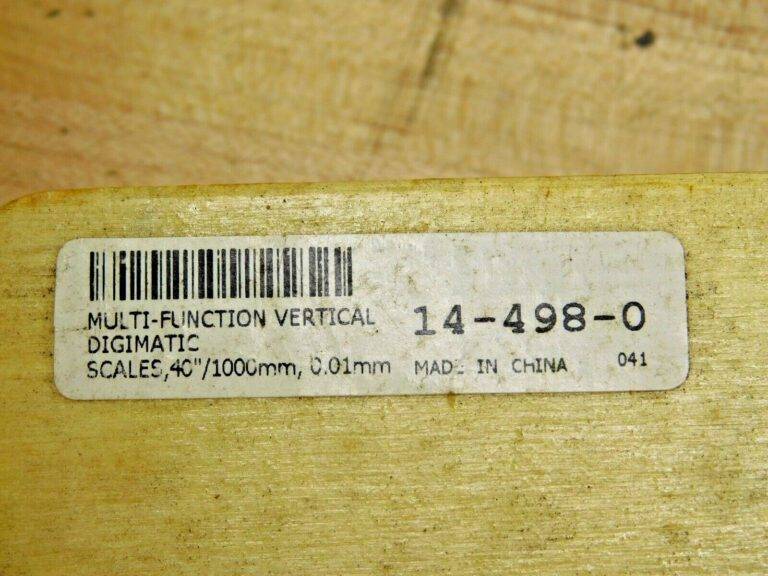 MULTI-FUNCTION VERTICAL
DIGIMATIC
SCALES,40"/1000mm, 0.01mm
14-498-0
MADE IN CHINA 041